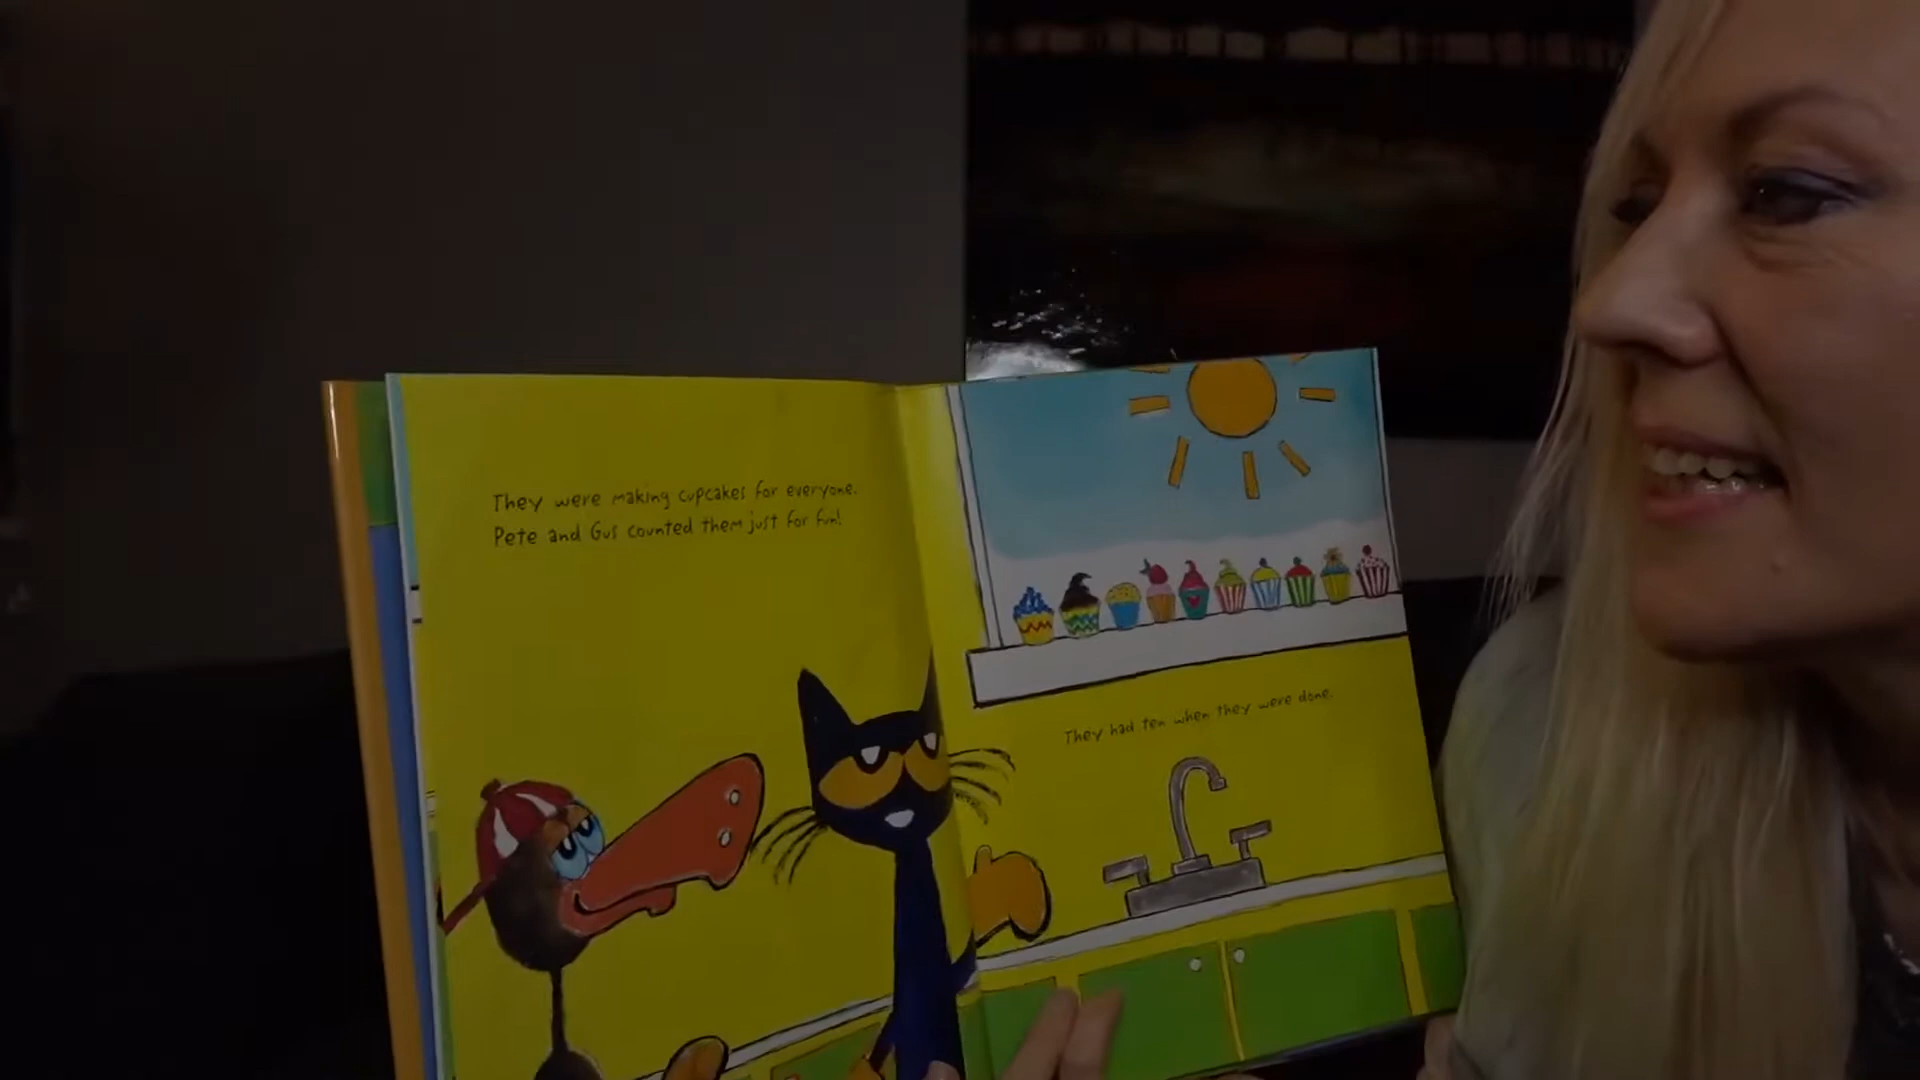 They were making cupcakes for everyone.
Pete and Gus counted them just for fun!
They had ten when they were done.